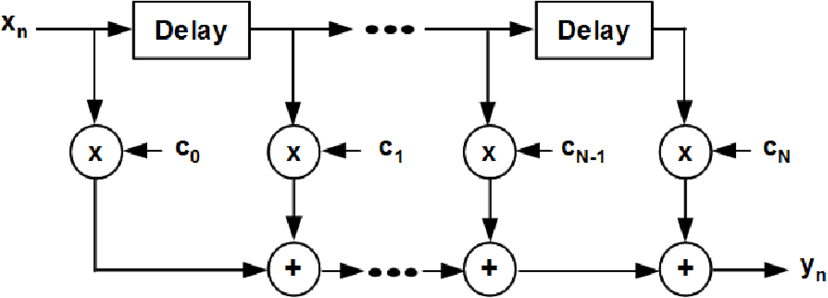 xn Delay ••• Delay
x c0 x c1 x cN-1 x cN
+ ••• + + yn